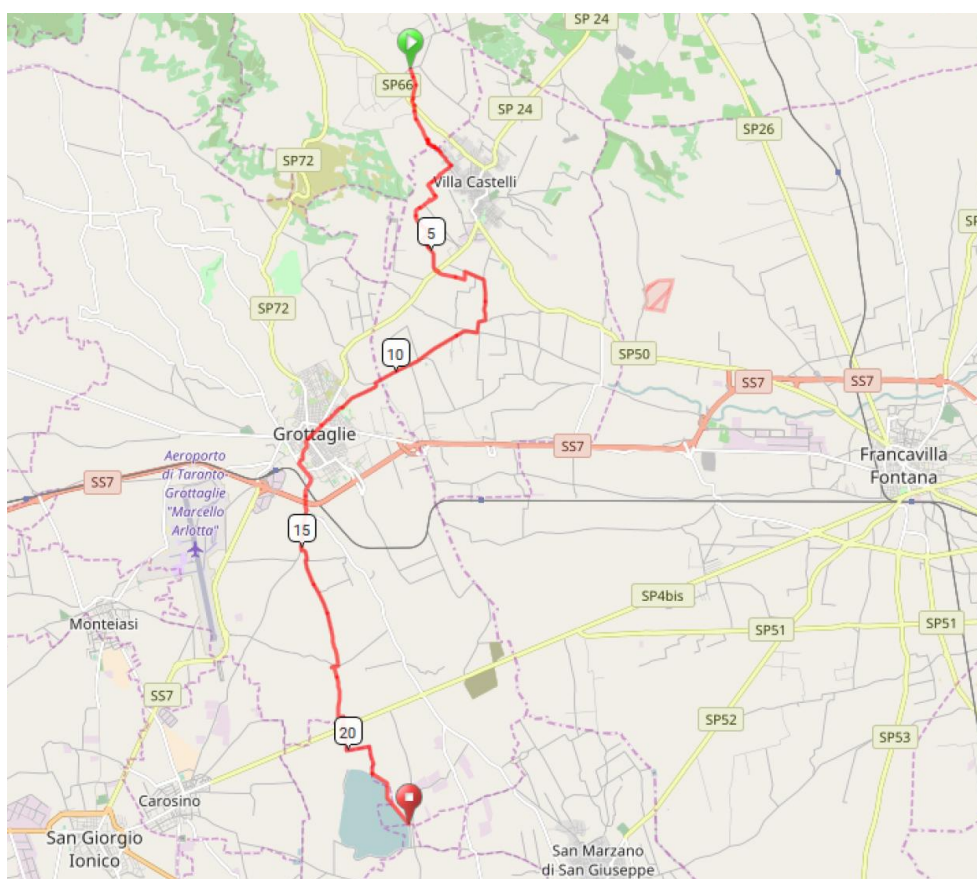 SP 24
SP66
SP 24
SP26
SP72
Villa Castelli
5
SP72
10
SP50
SS7
SS7
Grottaglie
SS7
Francavilla
Fontana
Aeroporto
di Taranto
Grottaglie
"Marcello
Arlotta"
SS7
15
SP4bis
Monteiasi
SP51
SP51
SS7
SP52
20
SP53
Carosino
San Giorgio
Ionico
San Marzano
di San Giuseppe